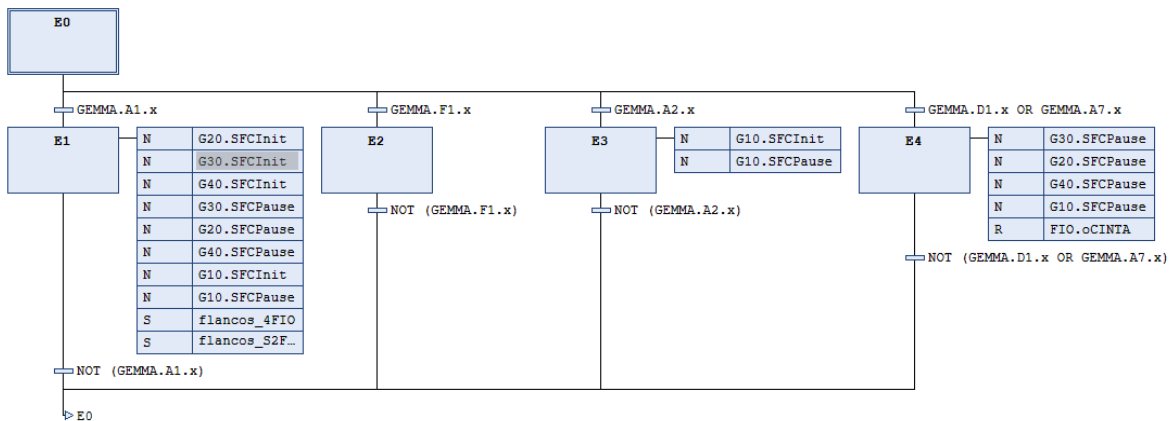 E0
GEMMA.A1.x
GEMMA.F1.x
GEMMA.A2.x
GEMMA.D1.x OR GEMMA.A7.x
E1
N G20.SFCInit
N G30.SFCInit
N G40.SFCInit
N G30.SFCPause
N G20.SFCPause
N G40.SFCPause
N G10.SFCInit
N G10.SFCPause
S flancos_4FIO
S flancos_S2F...
NOT (GEMMA.A1.x)
E2
NOT (GEMMA.F1.x)
E3
N G10.SFCInit
N G10.SFCPause
NOT (GEMMA.A2.x)
E4
N G30.SFCPause
N G20.SFCPause
N G40.SFCPause
N G10.SFCPause
R FIO.oCINTA
NOT (GEMMA.D1.x OR GEMMA.A7.x)
E0